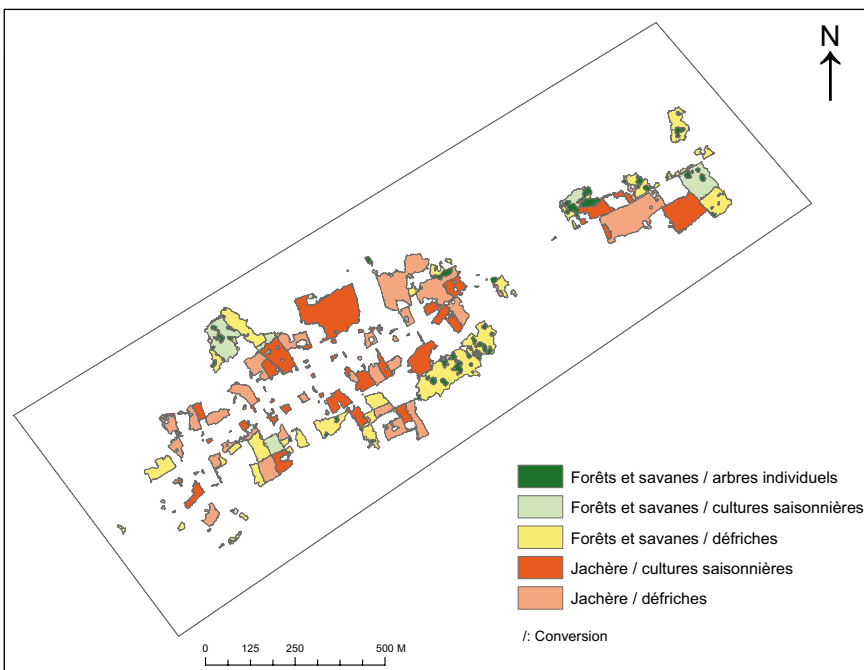 N
Forêts et savanes / arbres individuels
Forêts et savanes / cultures saisonnières
Forêts et savanes / défriches
Jachère / cultures saisonnières
Jachère / défriches
/: Conversion
0 125 250 500 M